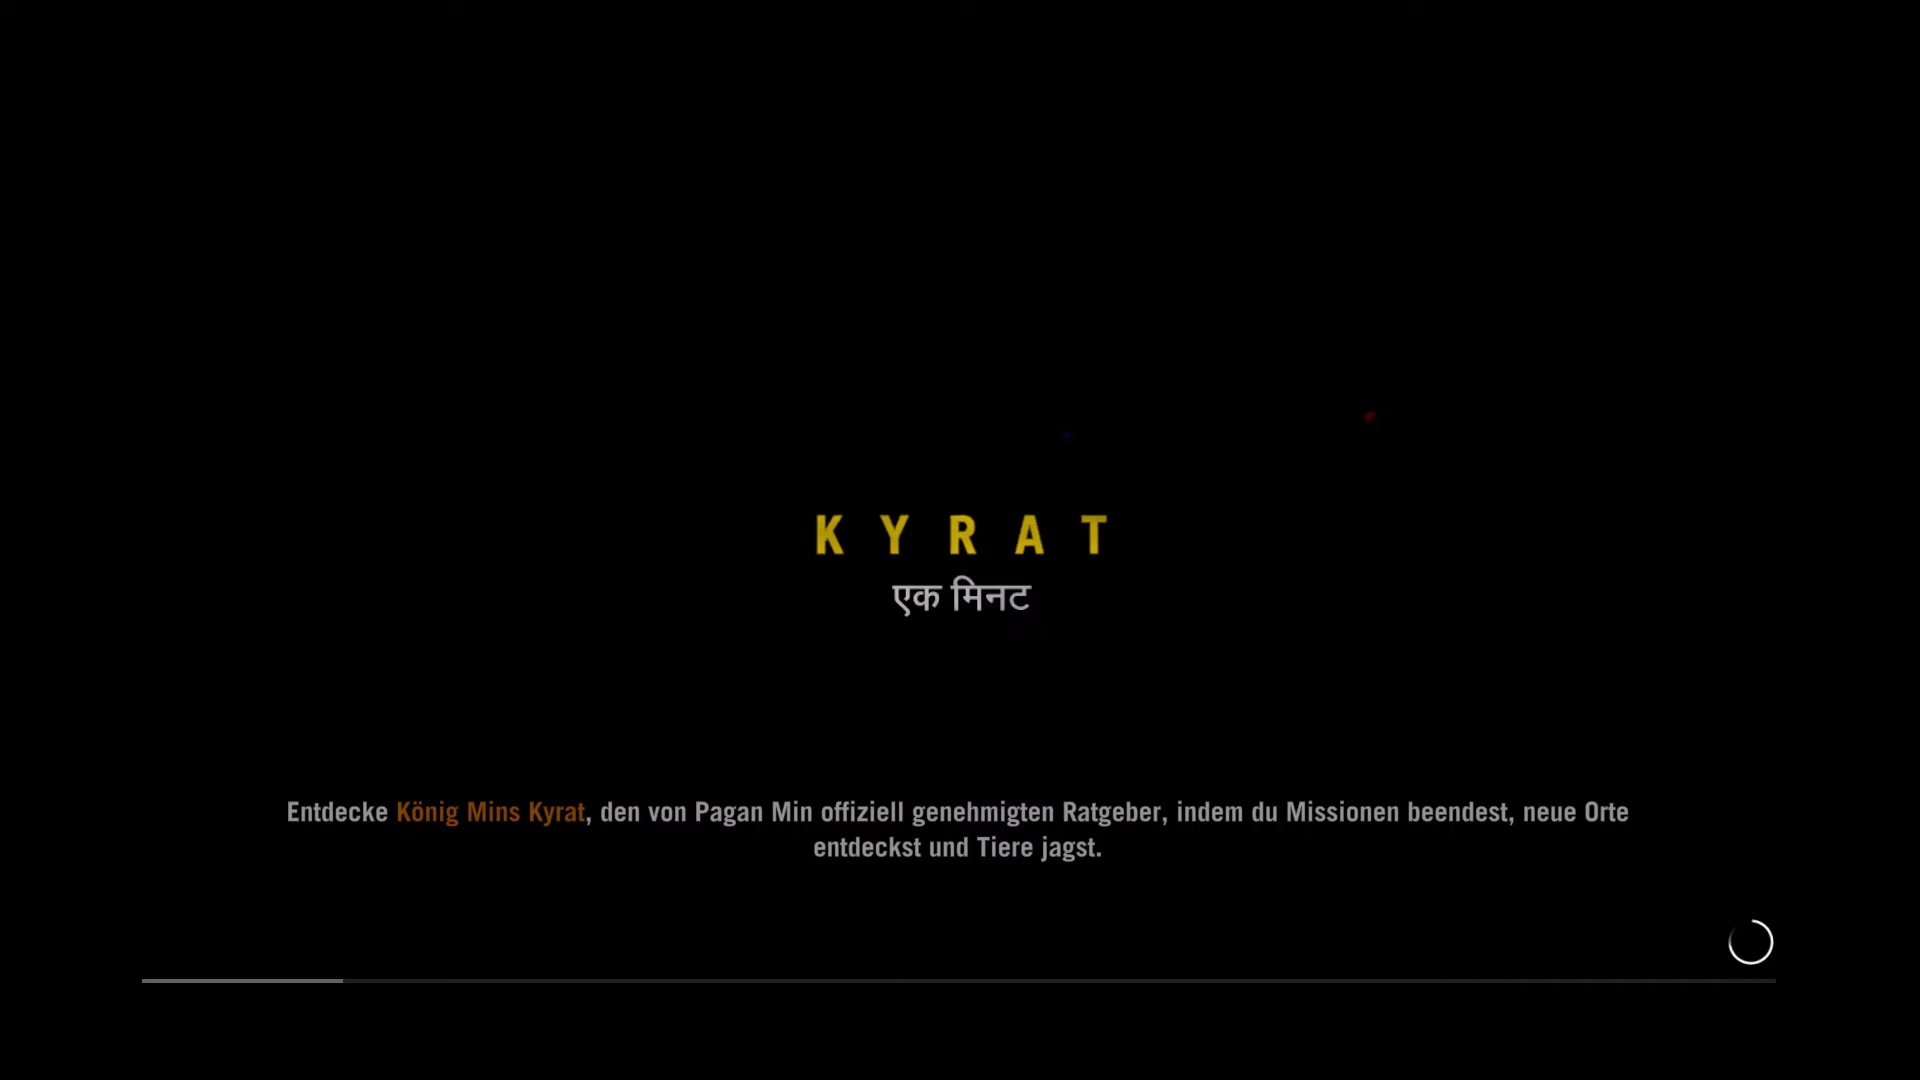 KYRAT
एक मिनट
Entdecke König Mins Kyrat, den von Pagan Min offiziell genehmigten Ratgeber, indem du Missionen beendest, neue Orte
entdeckst und Tiere jagst.